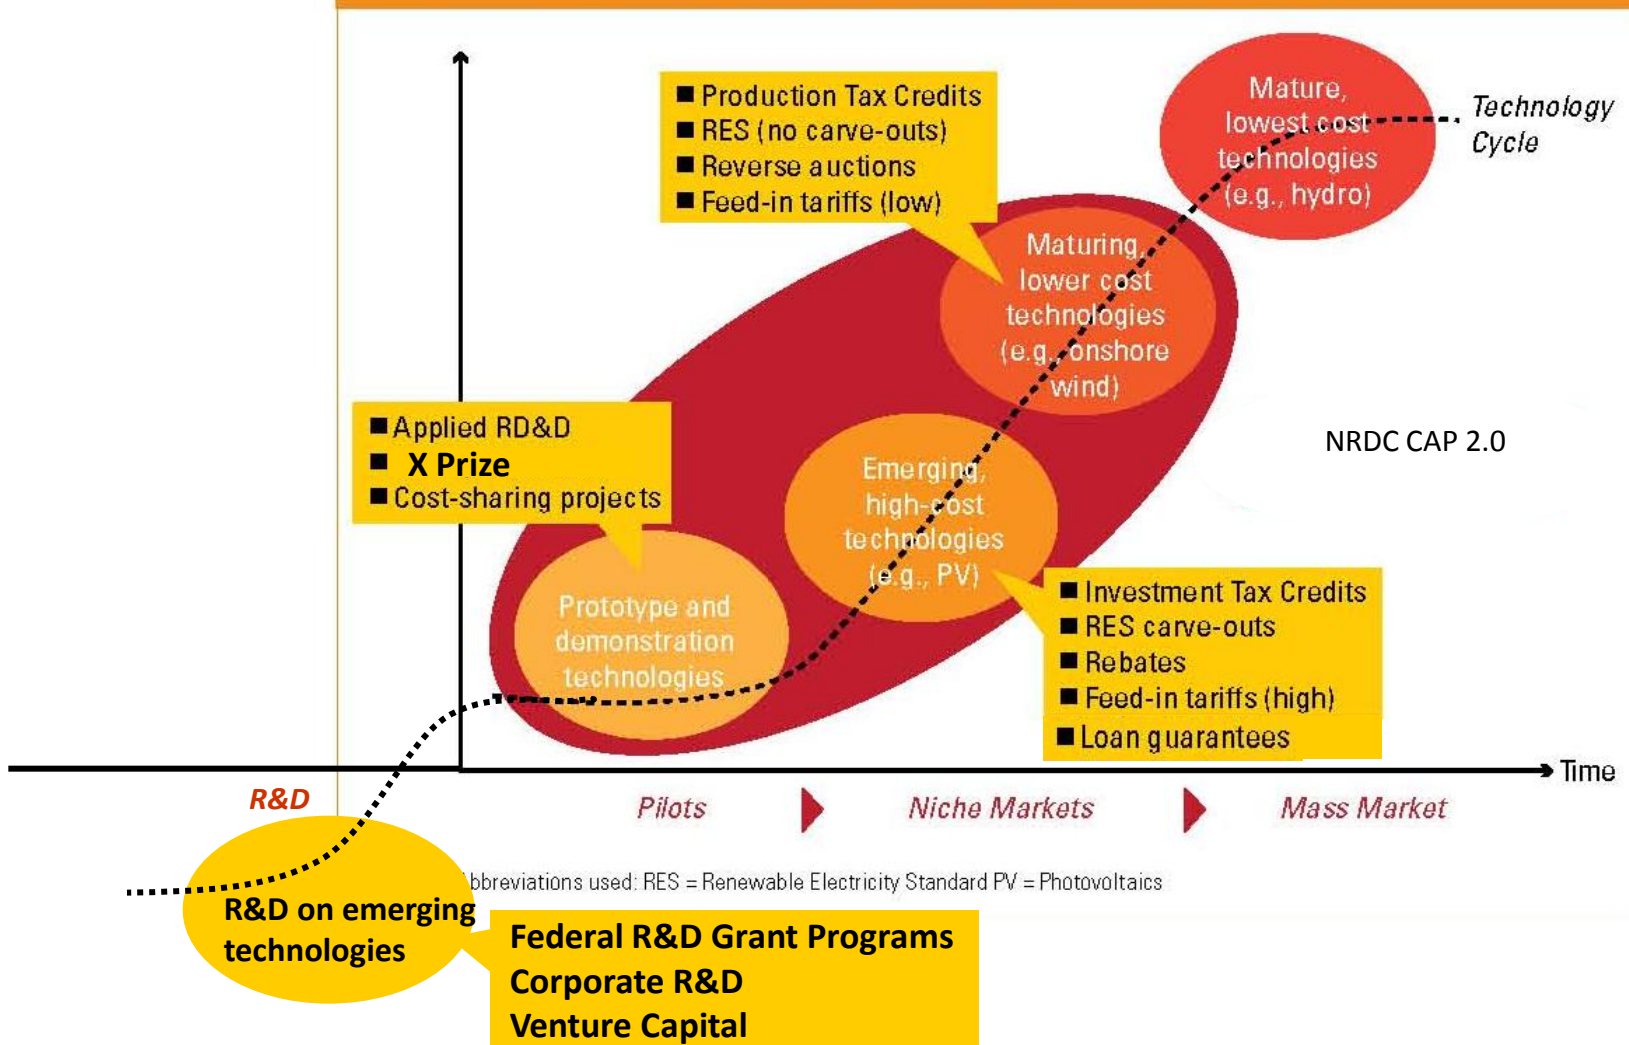 ■ Production Tax Credits
■ RES (no carve-outs)
■ Reverse auctions
■ Feed-in tariffs (low)
Mature,
lowest cost
technologies
(e.g., hydro)
Technology
Cycle
Maturing,
lower cost
technologies
(e.g., onshore
wind)
■ Applied RD&D
■ X Prize
■ Cost-sharing projects
NRDC CAP 2.0
Emerging,
high-cost
technologies
(e.g., PV)
Prototype and
demonstration
technologies
■ Investment Tax Credits
■ RES carve-outs
■ Rebates
■ Feed-in tariffs (high)
■ Loan guarantees
Time
R&D
Pilots
Niche Markets
Mass Market
bbreviations used: RES = Renewable Electricity Standard PV = Photovoltaics
R&D on emerging
technologies
Federal R&D Grant Programs
Corporate R&D
Venture Capital